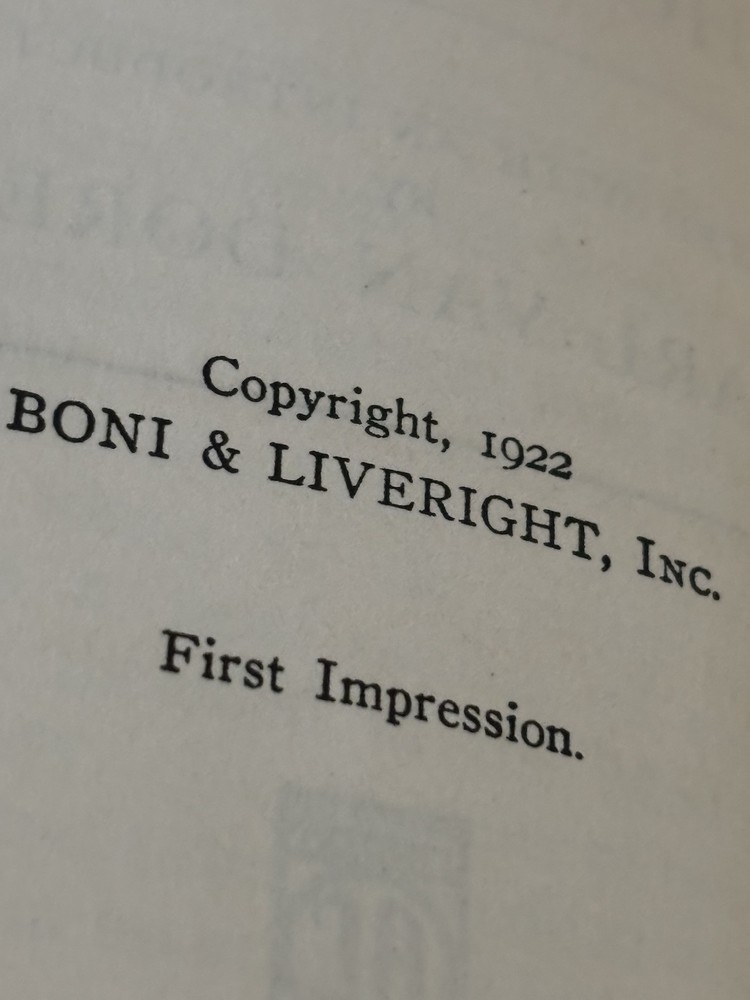 Copyright, 1922
BONI & LIVERIGHT, Inc.
First Impression.